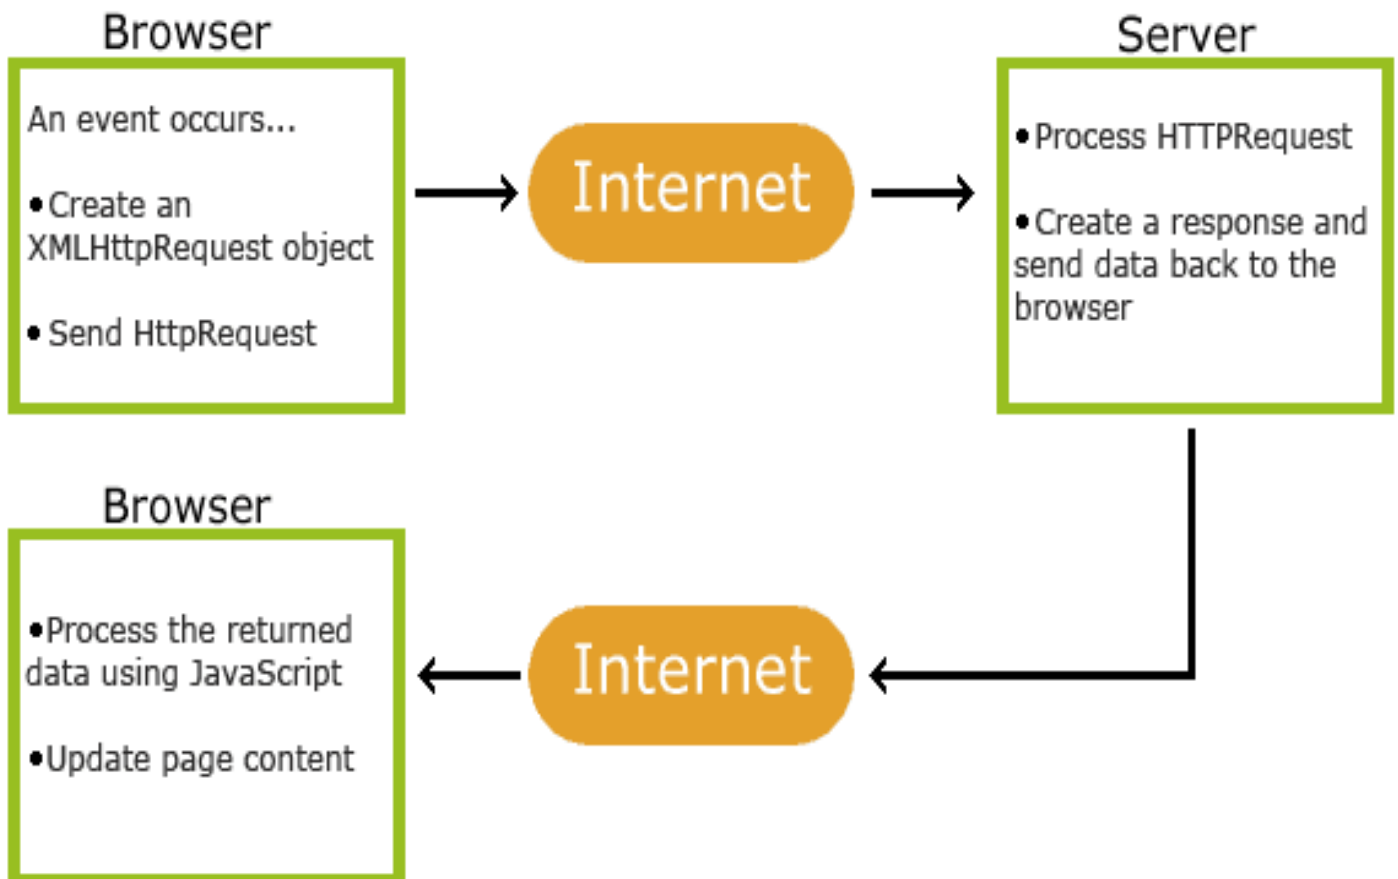 Browser
An event occurs...
•Create an
XMLHttpRequest object
• Send HttpRequest
Internet
Server
•Process HTTPRequest
•Create a response and
send data back to the
browser
Browser
•Process the returned
data using JavaScript
•Update page content
Internet